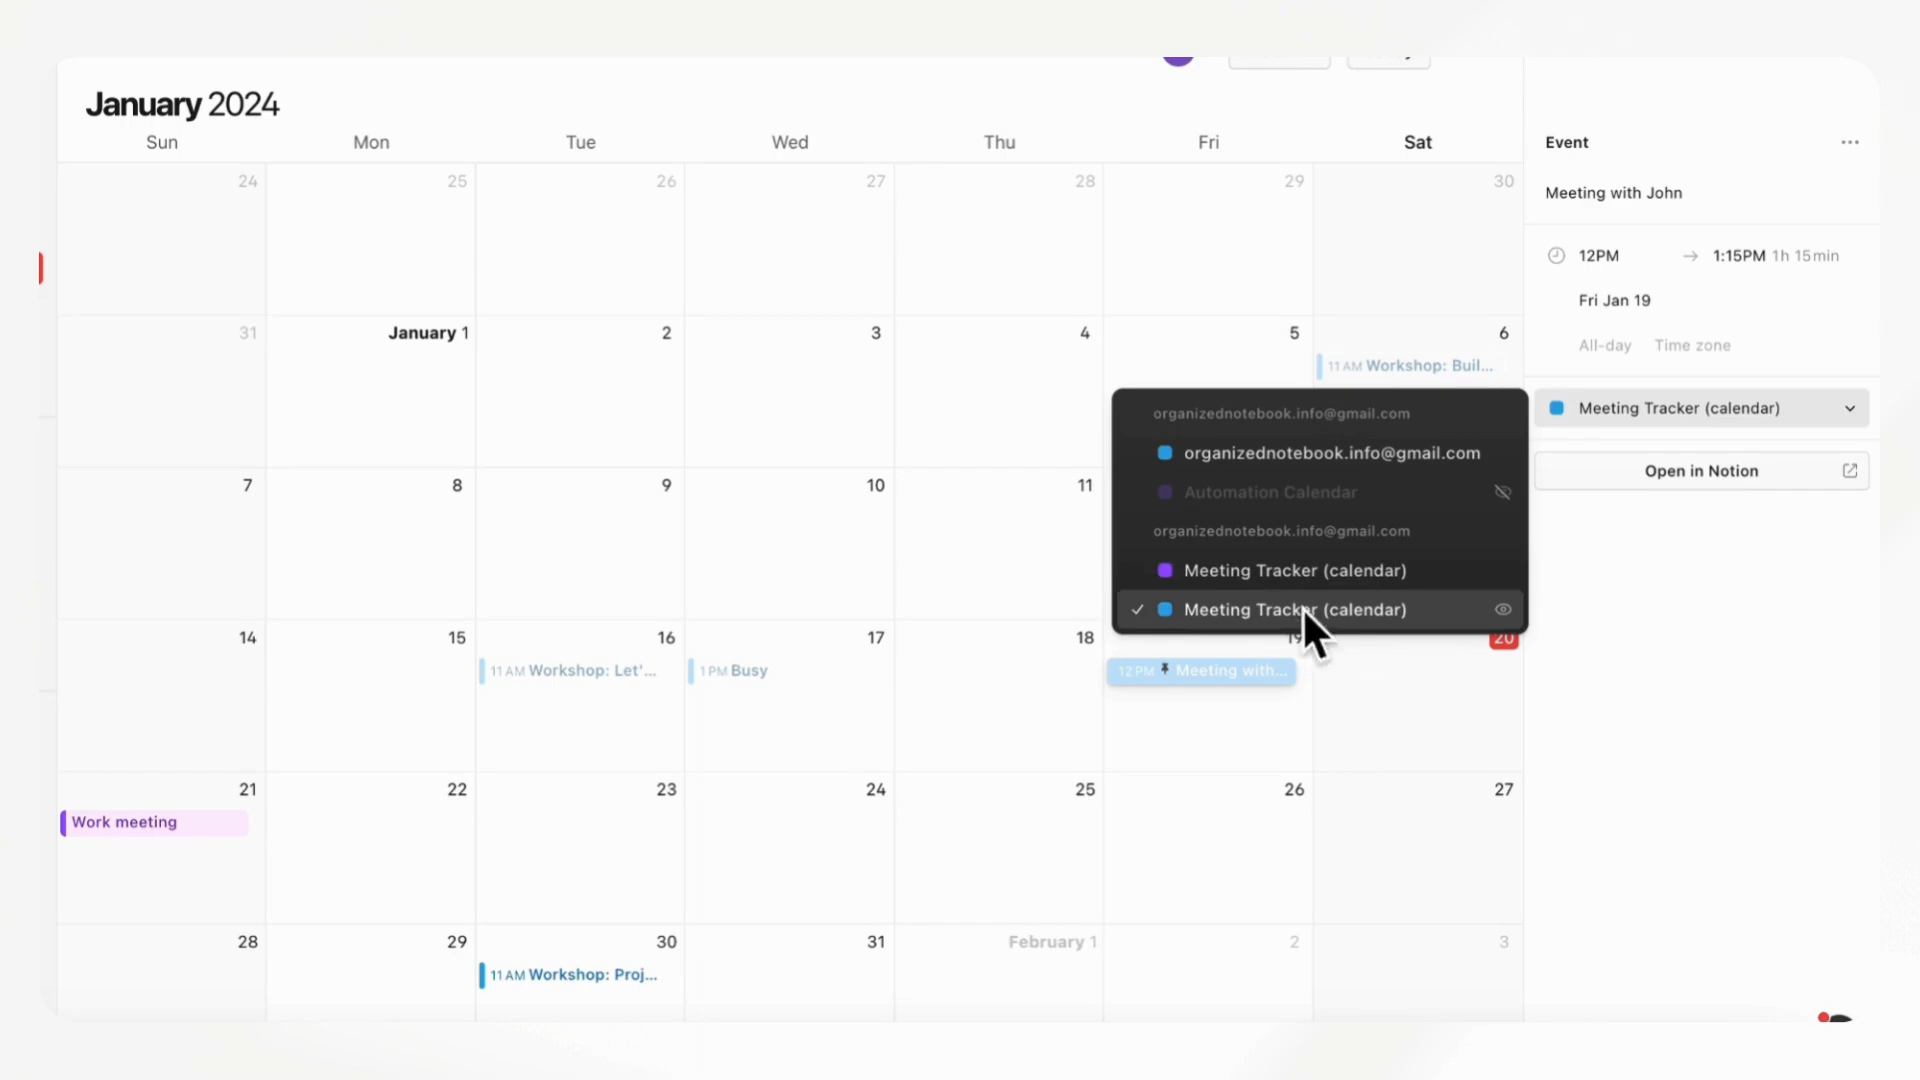 January 2024
Sun Mon Tue Wed Thu Fri Sat
24 25 26 27 28 29 30
31 January 1 2 3 4 5 6
11 AM Workshop: Buil...
7 8 9 10 11
14 15 16 17 18 19 20
11 AM Workshop: Let'... 1 PM Busy 12 PM Meeting with...
21 22 23 24 25 26 27
Work meeting
28 29 30 31 February 1 2 3
11 AM Workshop: Proj...
organizednotebook.info@gmail.com
organizednotebook.info@gmail.com
Automation Calendar
organizednotebook.info@gmail.com
Meeting Tracker (calendar)
Meeting Tracker (calendar)
Event
Meeting with John
12PM → 1:15PM 1h 15min
Fri Jan 19
All-day Time zone
Meeting Tracker (calendar)
Open in Notion